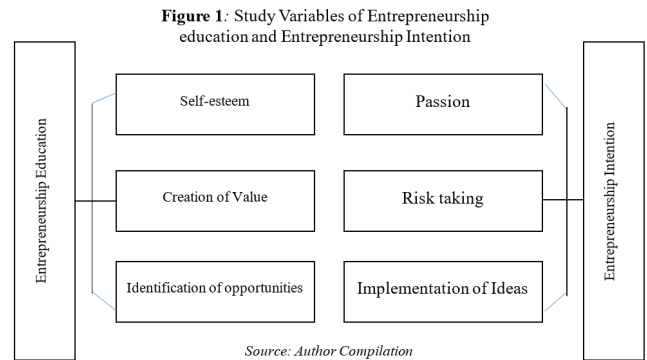 Figure 1: Study Variables of Entrepreneurship
education and Entrepreneurship Intention
Entrepreneurship Education
Self-esteem
Creation of Value
Identification of opportunities
Passion
Risk taking
Implementation of Ideas
Entrepreneurship Intention
Source: Author Compilation